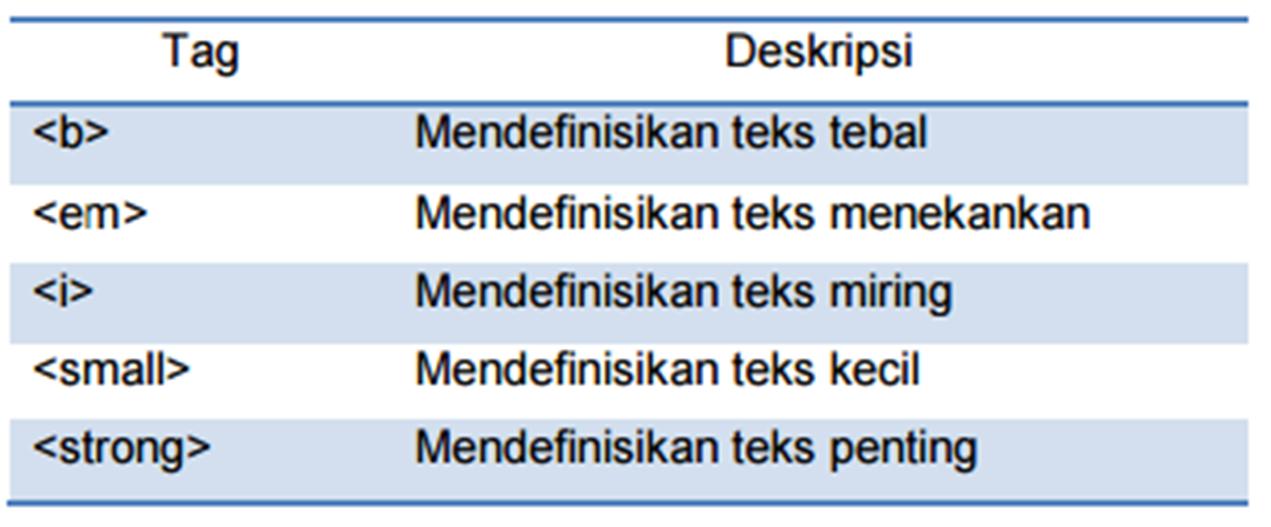 Tag Deskripsi
<b> Mendefinisikan teks tebal
<em> Mendefinisikan teks menekankan
<i> Mendefinisikan teks miring
<small> Mendefinisikan teks kecil
<strong> Mendefinisikan teks penting